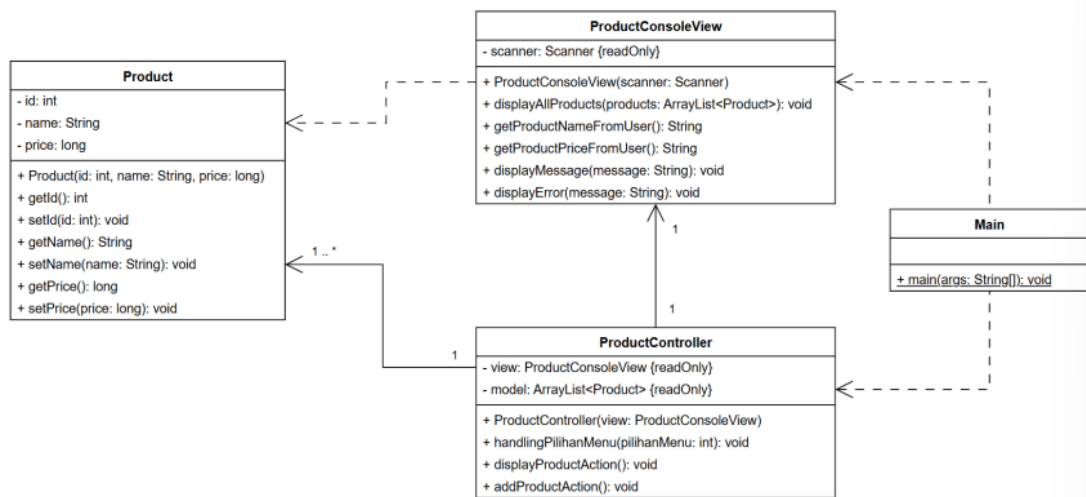 Product
- id: int
- name: String
- price: long
+ Product(id: int, name: String, price: long)
+ getId(): int
+ setId(id: int): void
+ getName(): String
+ setName(name: String): void
+ getPrice(): long
+ setPrice(price: long): void
ProductConsoleView
- scanner: Scanner {readOnly}
+ ProductConsoleView(scanner: Scanner)
+ displayAllProducts(products: ArrayList<Product>): void
+ getProductNameFromUser(): String
+ getProductPriceFromUser(): String
+ displayMessage(message: String): void
+ displayError(message: String): void
Main
+ main(args: String[]): void
1
1
1 .. *
1
ProductController
- view: ProductConsoleView {readOnly}
- model: ArrayList<Product> {readOnly}
+ ProductController(view: ProductConsoleView)
+ handlingPilihanMenu(pilihanMenu: int): void
+ displayProductAction(): void
+ addProductAction(): void